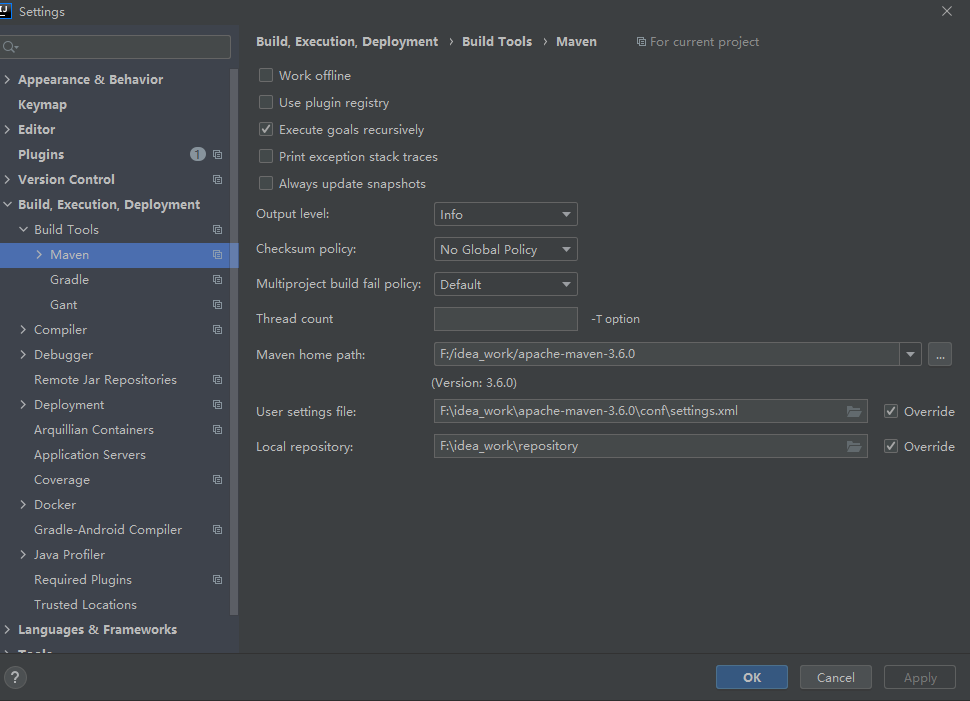 Settings
Appearance & Behavior
Keymap
Editor
Plugins 1
Version Control
Build, Execution, Deployment
Build Tools
Maven
Gradle
Gant
Compiler
Debugger
Remote Jar Repositories
Deployment
Arquillian Containers
Application Servers
Coverage
Docker
Gradle-Android Compiler
Java Profiler
Required Plugins
Trusted Locations
Languages & Frameworks
Tools
Build, Execution, Deployment › Build Tools › Maven For current project
Work offline
Use plugin registry
Execute goals recursively
Print exception stack traces
Always update snapshots
Output level: Info
Checksum policy: No Global Policy
Multiproject build fail policy: Default
Thread count -T option
Maven home path: F:/idea_work/apache-maven-3.6.0 ...
(Version: 3.6.0)
User settings file: F:\idea_work\apache-maven-3.6.0\conf\settings.xml Override
Local repository: F:\idea_work\repository Override
? OK Cancel Apply